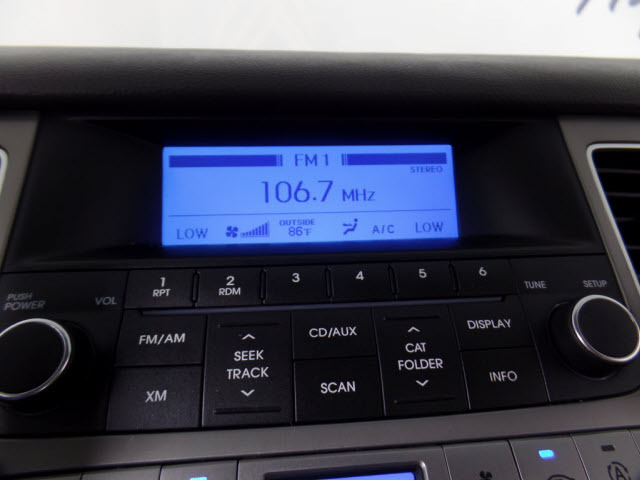 FM 1
STEREO
106.7 MHz
LOW OUTSIDE 86°F A/C LOW
1 RPT 2 RDM 3 4 5 6
PUSH POWER VOL TUNE SETUP
FM/AM SEEK TRACK CD/AUX CAT FOLDER DISPLAY
XM SCAN INFO